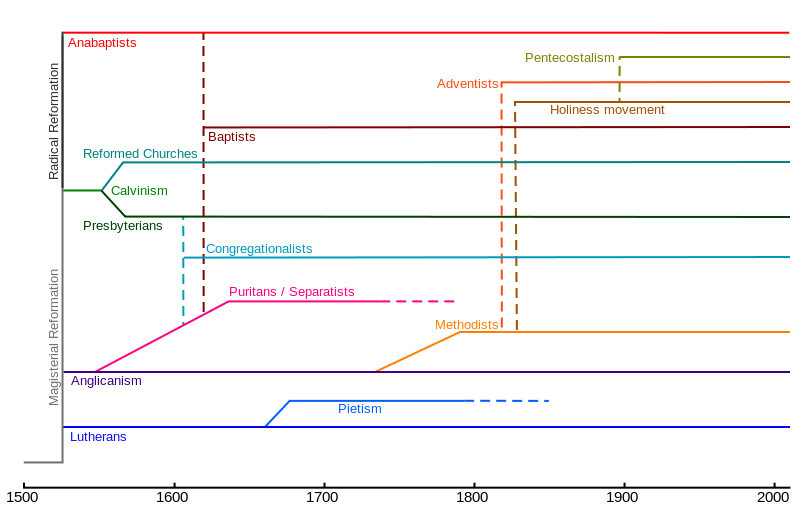 Anabaptists
Pentecostalism
Adventists
Holiness movement
Radical Reformation
Baptists
Reformed Churches
Calvinism
Presbyterians
Congregationalists
Puritans / Separatists
Magisterial Reformation
Methodists
Anglicanism
Pietism
Lutherans
1500 1600 1700 1800 1900 2000